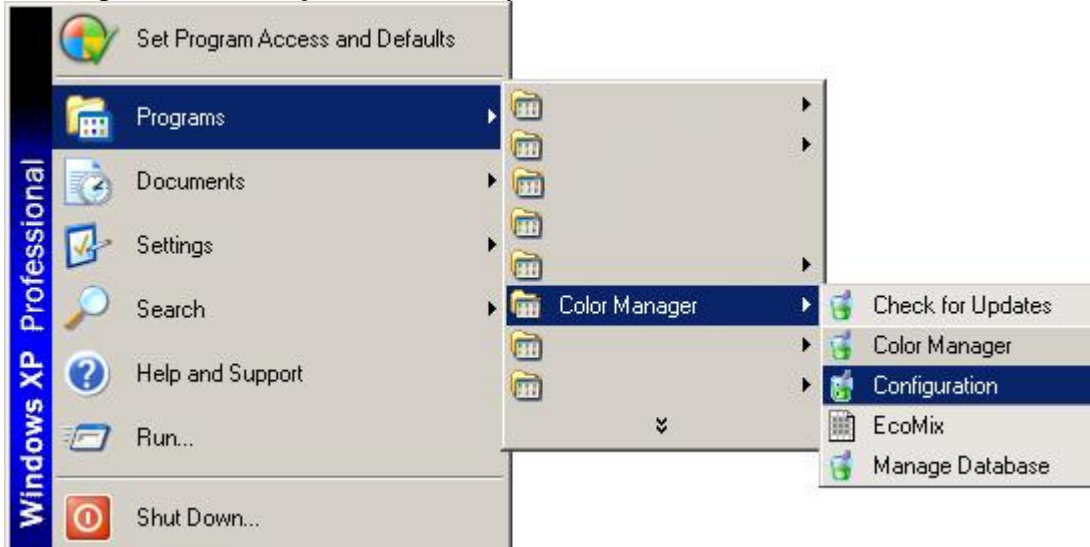 Set Program Access and Defaults
Programs
Documents
Settings
Search
Help and Support
Run...
Shut Down...
Windows XP Professional
Color Manager
Check for Updates
Color Manager
Configuration
EcoMix
Manage Database